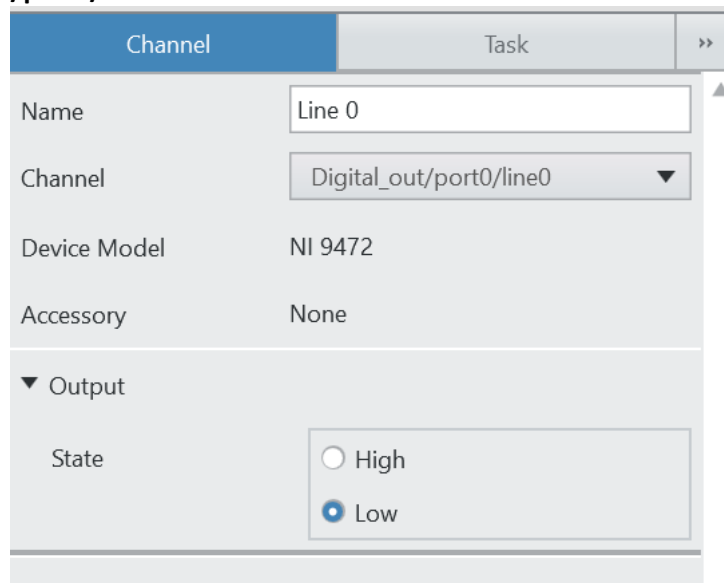 Channel Task »
Name Line 0
Channel Digital_out/port0/line0
Device Model NI 9472
Accessory None
Output
State High
Low